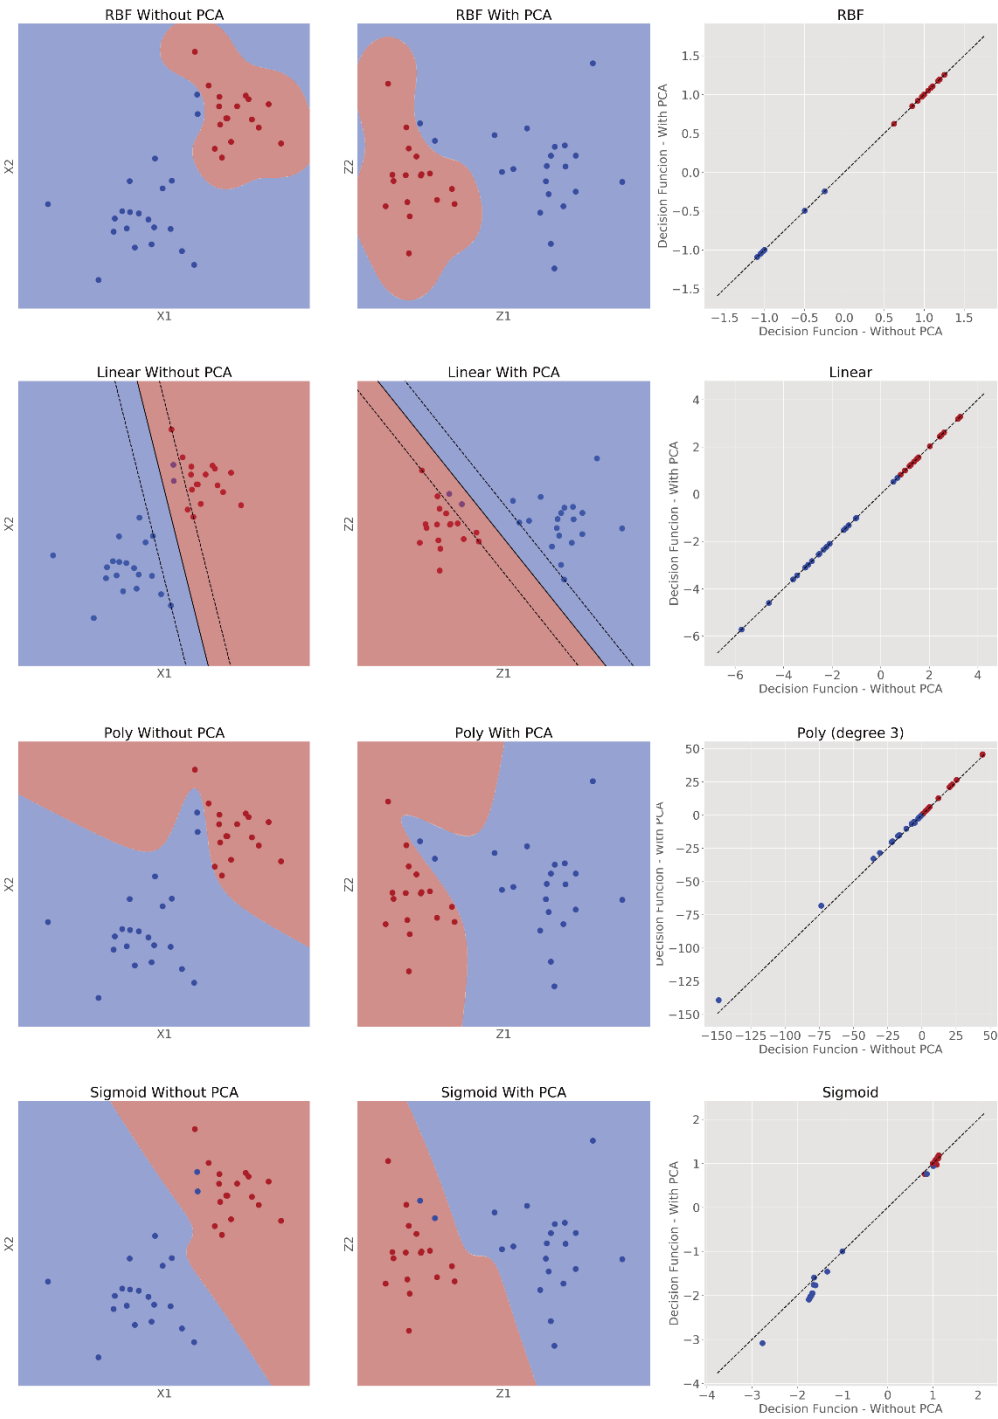 RBF Without PCA
RBF With PCA
RBF
X2
X1
Z2
Z1
Decision Funcion - With PCA
1.5
1.0
0.5
0.0
−0.5
−1.0
−1.5
−1.5 −1.0 −0.5 0.0 0.5 1.0 1.5
Decision Funcion - Without PCA
Linear Without PCA
Linear With PCA
Linear
X2
X1
Z2
Z1
Decision Funcion - With PCA
4
2
0
−2
−4
−6
−6 −4 −2 0 2 4
Decision Funcion - Without PCA
Poly Without PCA
Poly With PCA
Poly (degree 3)
X2
X1
Z2
Z1
Decision Funcion - With PCA
50
25
0
−25
−50
−75
−100
−125
−150
−150 −125 −100 −75 −50 −25 0 25 50
Decision Funcion - Without PCA
Sigmoid Without PCA
Sigmoid With PCA
Sigmoid
X2
X1
Z2
Z1
Decision Funcion - With PCA
2
1
0
−1
−2
−3
−4
−4 −3 −2 −1 0 1 2
Decision Funcion - Without PCA